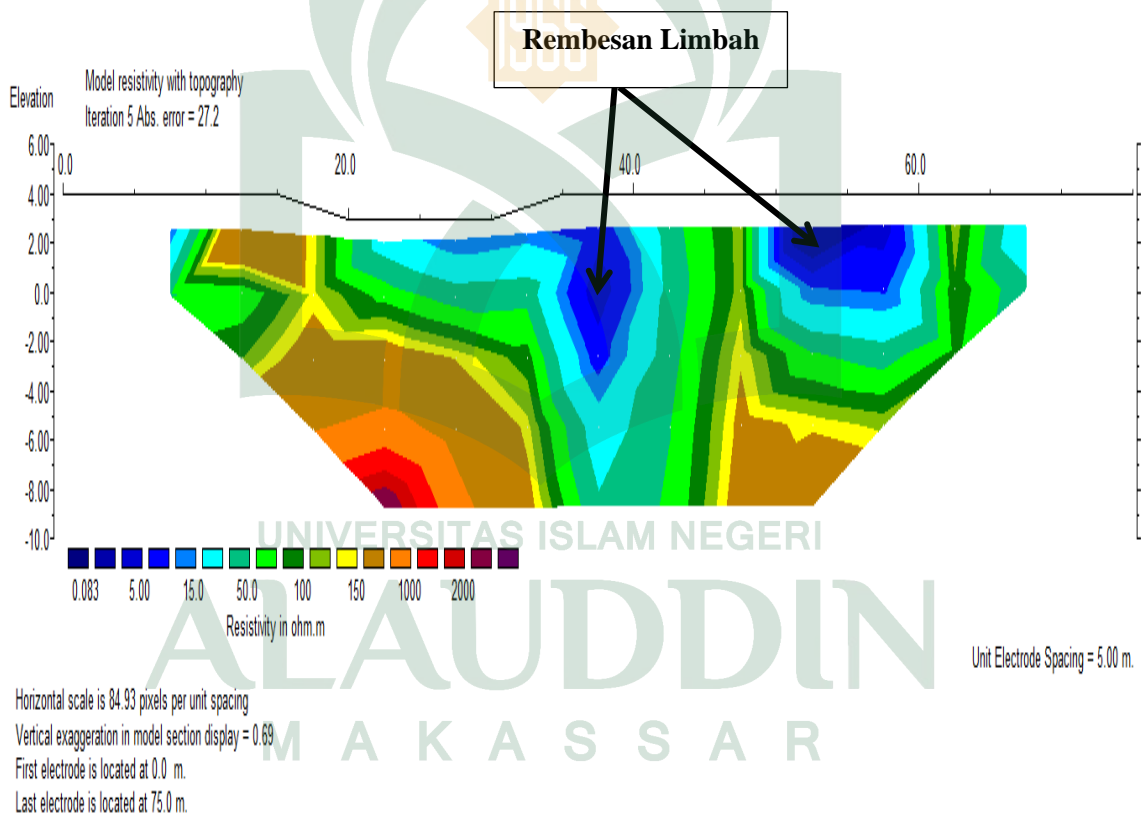 1965
Rembesan Limbah
Model resistivity with topography
Elevation
Iteration 5 Abs. error = 27.2
6.00
0.0 20.0 40.0 60.0
4.00
2.00
0.0
-2.00
-4.00
-6.00
-8.00
-10.0
UNIVERSITAS ISLAM NEGERI
0.083 5.00 15.0 50.0 100 150 1000 2000
Resistivity in ohm.m
ALAUDDIN
Unit Electrode Spacing = 5.00 m.
Horizontal scale is 84.93 pixels per unit spacing
Vertical exaggeration in model section display = 0.69
MAKASSAR
First electrode is located at 0.0 m.
Last electrode is located at 75.0 m.